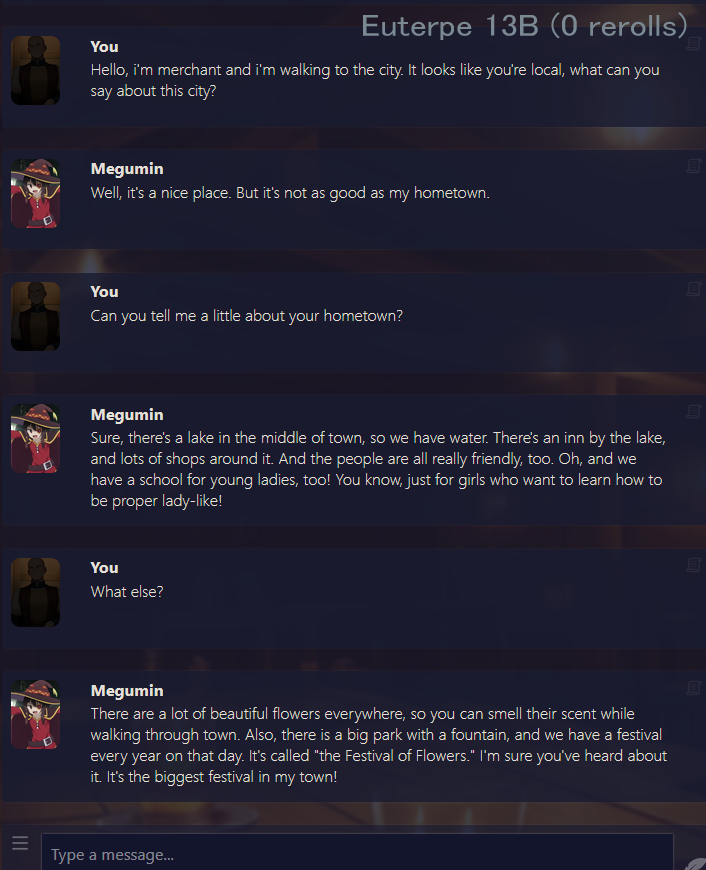 Euterpe 13B (0 rerolls)
You
Hello, i'm merchant and i'm walking to the city. It looks like you're local, what can you
say about this city?
Megumin
Well, it's a nice place. But it's not as good as my hometown.
You
Can you tell me a little about your hometown?
Megumin
Sure, there's a lake in the middle of town, so we have water. There's an inn by the lake,
and lots of shops around it. And the people are all really friendly, too. Oh, and we
have a school for young ladies, too! You know, just for girls who want to learn how to
be proper lady-like!
You
What else?
Megumin
There are a lot of beautiful flowers everywhere, so you can smell their scent while
walking through town. Also, there is a big park with a fountain, and we have a festival
every year on that day. It's called "the Festival of Flowers." I'm sure you've heard about
it. It's the biggest festival in my town!
Type a message...